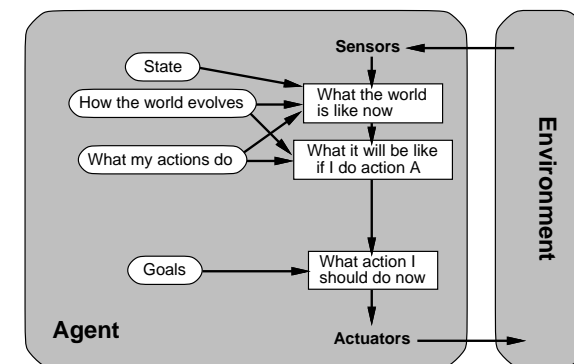 Sensors
State
How the world evolves
What the world
is like now
What my actions do
What it will be like
if I do action A
Goals
What action I
should do now
Agent
Actuators
Environment